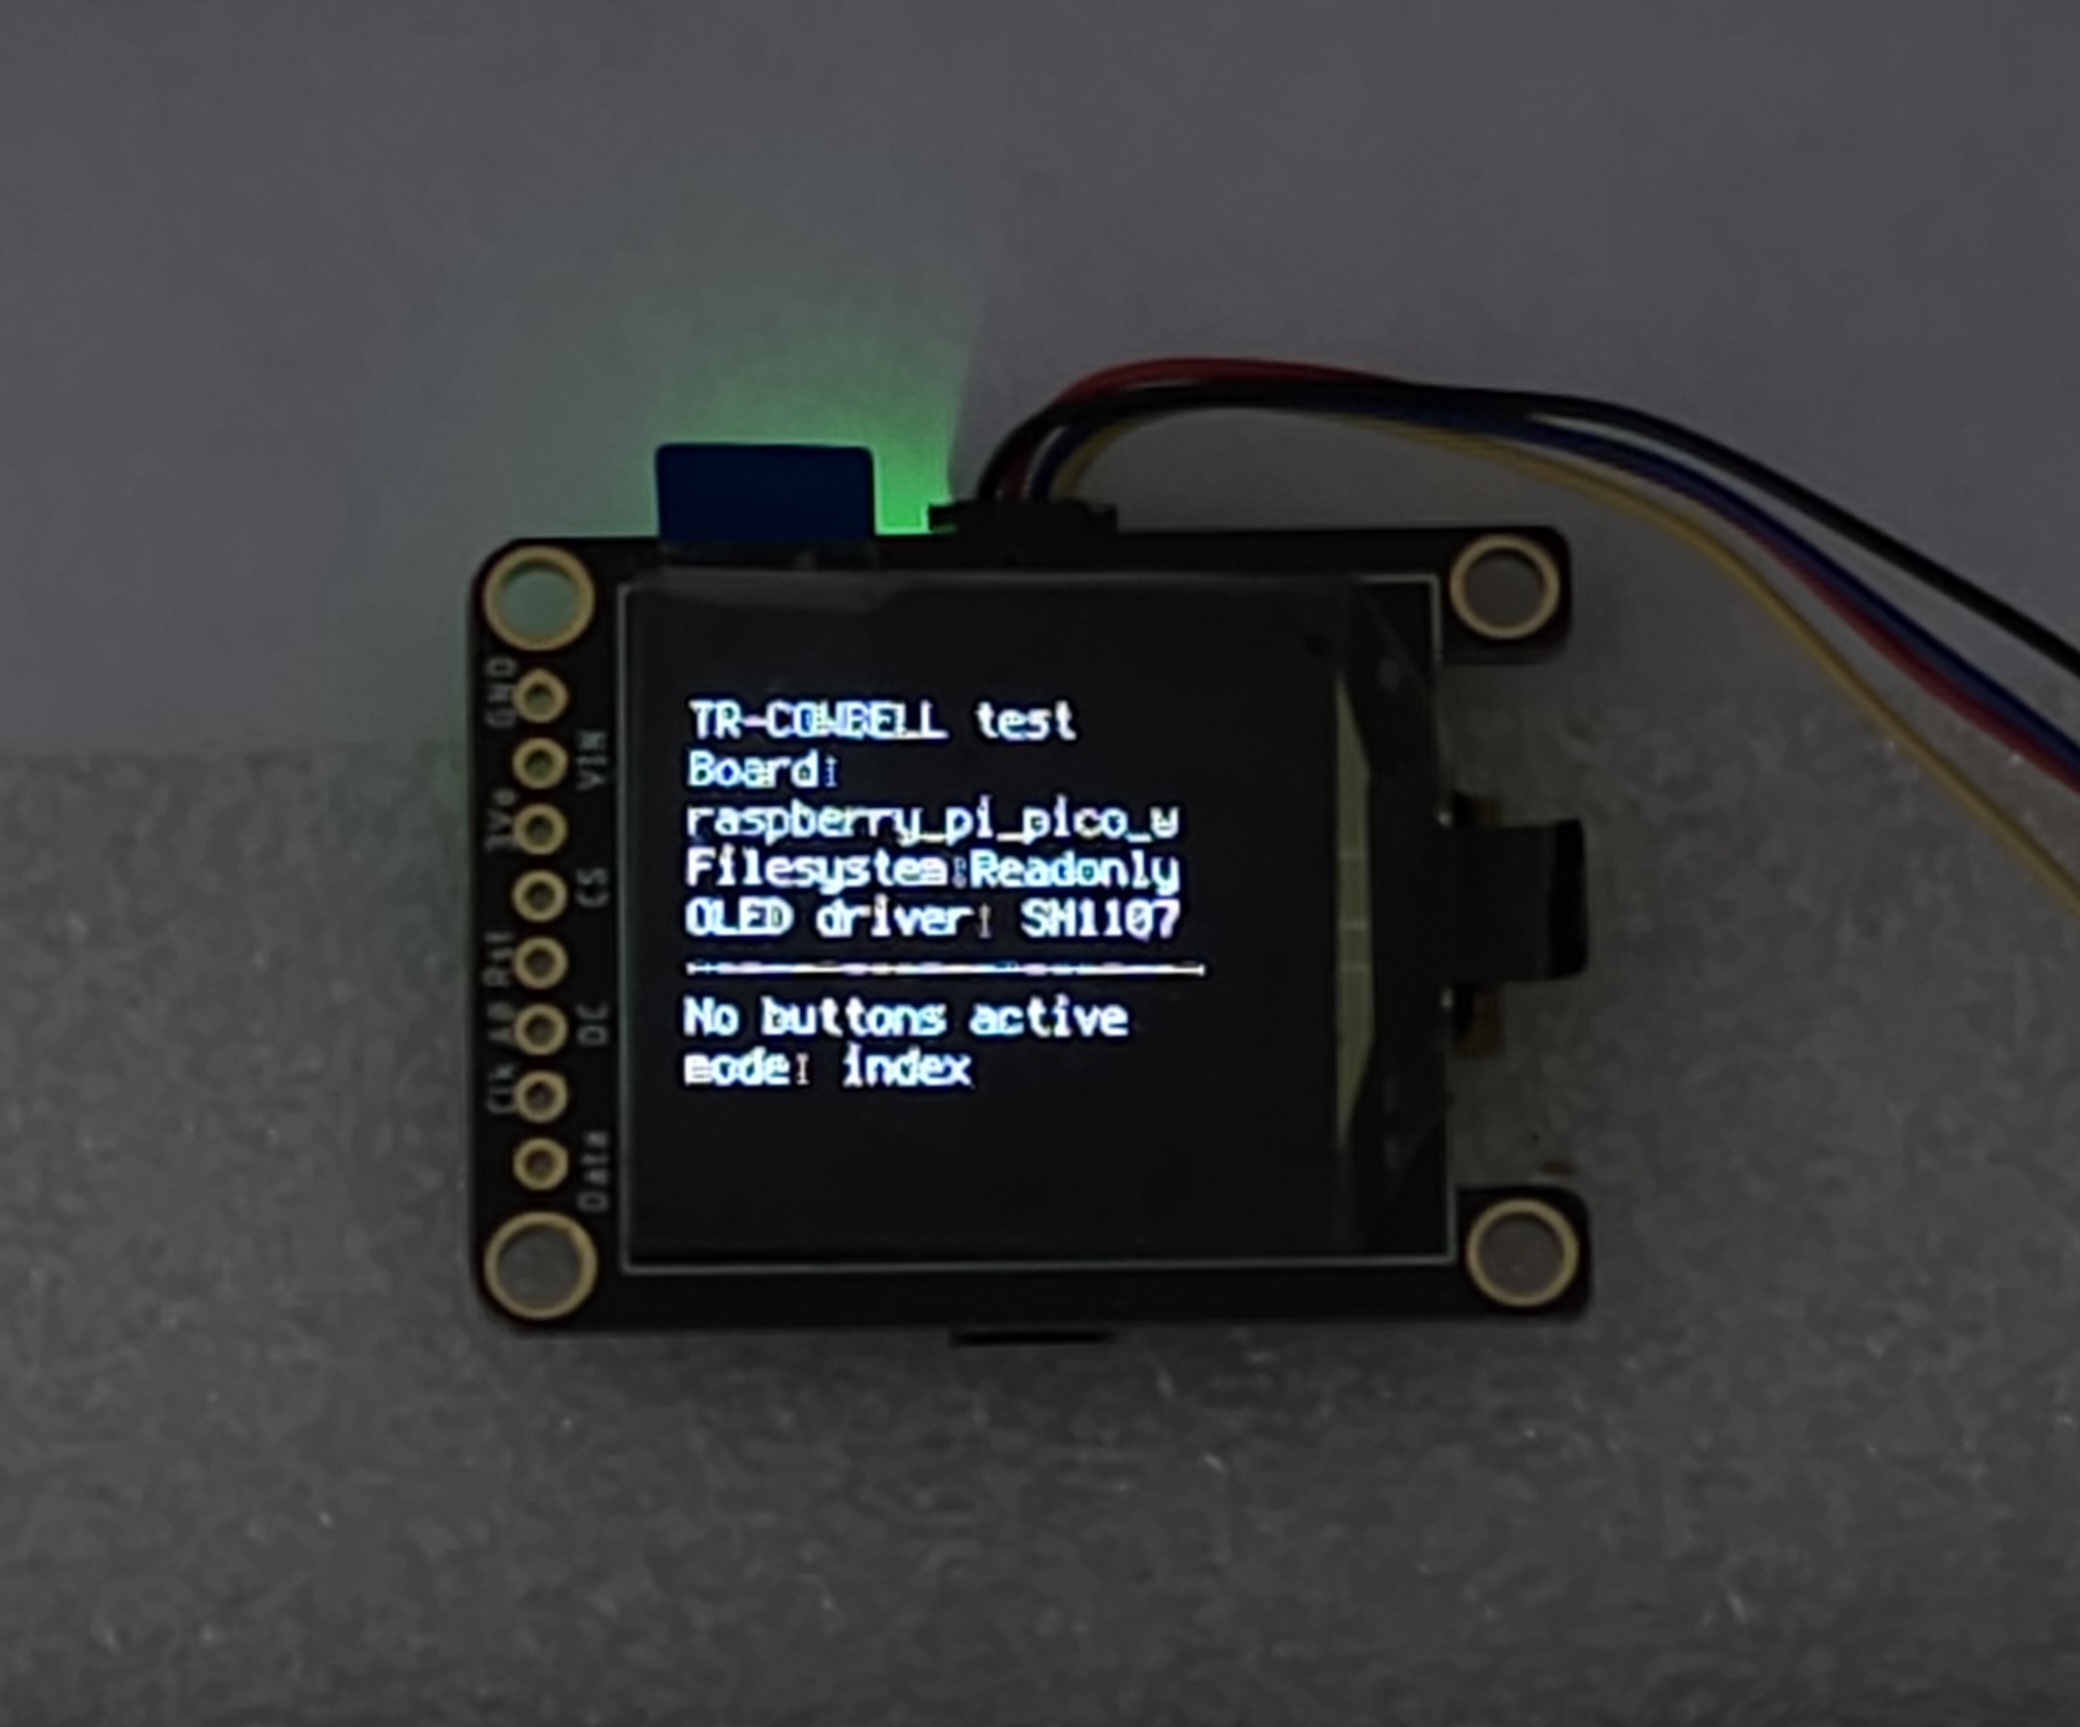 TR-COWBELL test
Board:
raspberry_pi_pico_w
Filesystem:Readonly
OLED driver: SH1107
No buttons active
mode: index
GND
VIN
3Vo
CS
Rst
DC
Clk
Data